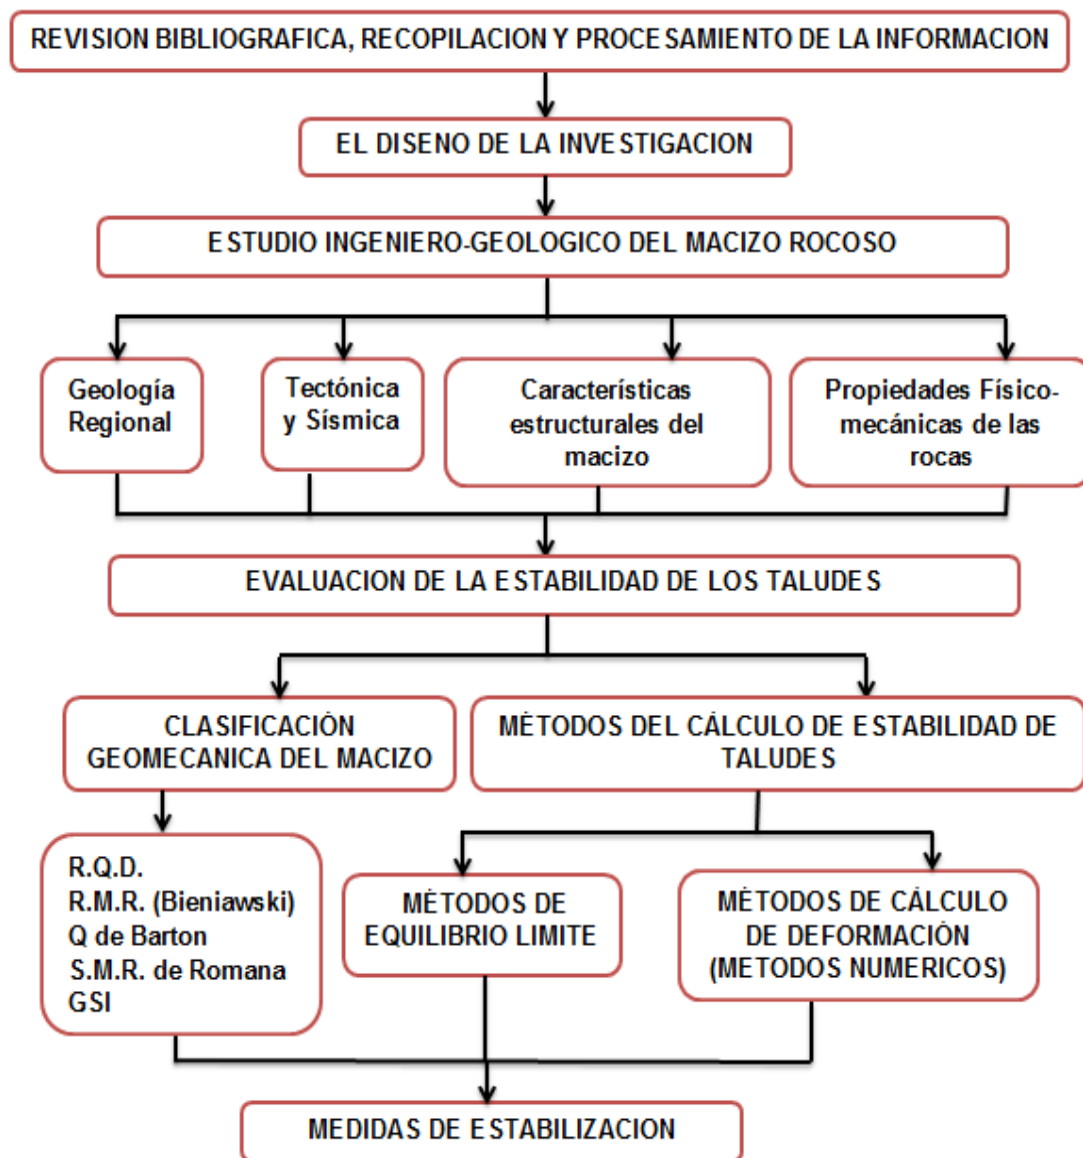 REVISION BIBLIOGRAFICA, RECOPILACION Y PROCESAMIENTO DE LA INFORMACION
EL DISENO DE LA INVESTIGACION
ESTUDIO INGENIERO-GEOLOGICO DEL MACIZO ROCOSO
Geología
Regional
Tectónica
y Sísmica
Características
estructurales del
macizo
Propiedades Físico-
mecánicas de las
rocas
EVALUACION DE LA ESTABILIDAD DE LOS TALUDES
CLASIFICACIÓN
GEOMECANICA DEL MACIZO
MÉTODOS DEL CÁLCULO DE ESTABILIDAD DE
TALUDES
R.Q.D.
R.M.R. (Bieniawski)
Q de Barton
S.M.R. de Romana
GSI
MÉTODOS DE
EQUILIBRIO LIMITE
MÉTODOS DE CÁLCULO
DE DEFORMACIÓN
(METODOS NUMERICOS)
MEDIDAS DE ESTABILIZACION